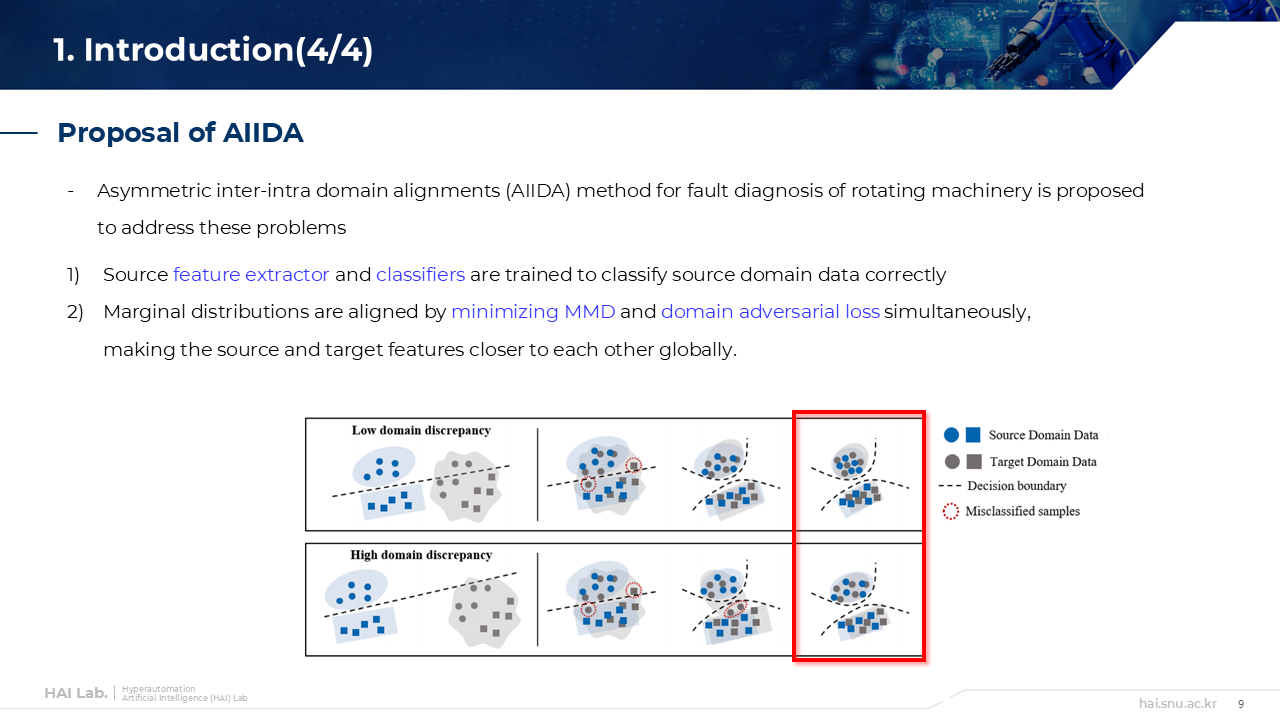 1. Introduction(4/4)
Proposal of AIIDA
- Asymmetric inter-intra domain alignments (AIIDA) method for fault diagnosis of rotating machinery is proposed
to address these problems
1) Source feature extractor and classifiers are trained to classify source domain data correctly
2) Marginal distributions are aligned by minimizing MMD and domain adversarial loss simultaneously,
making the source and target features closer to each other globally.
Low domain discrepancy
High domain discrepancy
Source Domain Data
Target Domain Data
Decision boundary
Misclassified samples
HAI Lab.
Hyperautomation
Artificial Intelligence (HAI) Lab
hai.snu.ac.kr
9